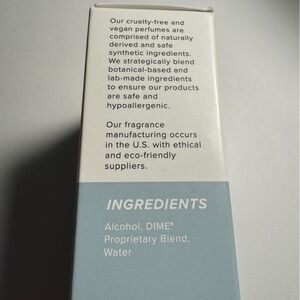 Our cruelty-free and
vegan perfumes are
comprised of naturally
derived and safe
synthetic ingredients.
We strategically blend
botanical-based and
lab-made ingredients
to ensure our products
are safe and
hypoallergenic.
Our fragrance
manufacturing occurs
in the U.S. with ethical
and eco-friendly
suppliers.
INGREDIENTS
Alcohol, DIME®
Proprietary Blend,
Water